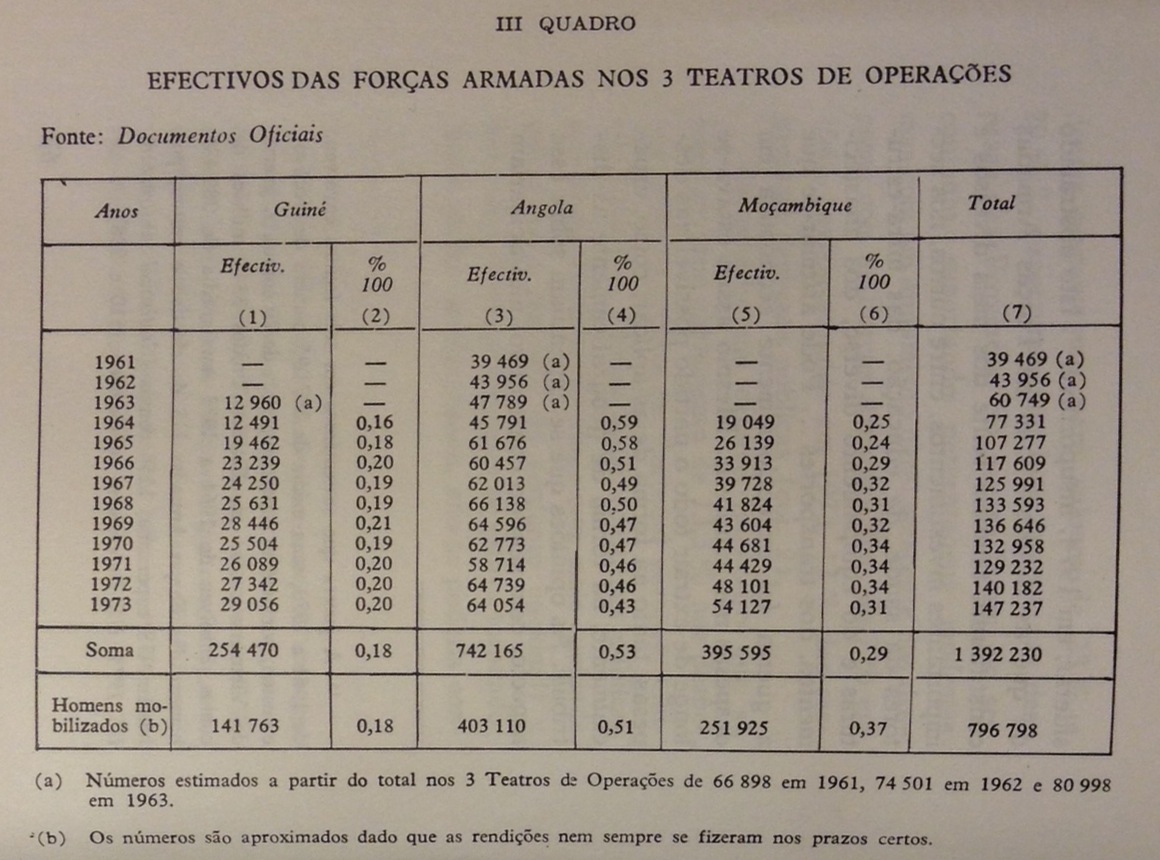 III QUADRO
EFECTIVOS DAS FORÇAS ARMADAS NOS 3 TEATROS DE OPERAÇÕES
Fonte: Documentos Oficiais
Anos Guiné Angola Moçambique Total
Efectiv. % 100 Efectiv. % 100 Efectiv. % 100
(1) (2) (3) (4) (5) (6) (7)
1961 — — 39 469 (a) — — — 39 469 (a)
1962 — — 43 956 (a) — — — 43 956 (a)
1963 12 960 (a) — 47 789 (a) — — — 60 749 (a)
1964 12 491 0,16 45 791 0,59 19 049 0,25 77 331
1965 19 462 0,18 61 676 0,58 26 139 0,24 107 277
1966 23 239 0,20 60 457 0,51 33 913 0,29 117 609
1967 24 250 0,19 62 013 0,49 39 728 0,32 125 991
1968 25 631 0,19 66 138 0,50 41 824 0,31 133 593
1969 28 446 0,21 64 596 0,47 43 604 0,32 136 646
1970 25 504 0,19 62 773 0,47 44 681 0,34 132 958
1971 26 089 0,20 58 714 0,46 44 429 0,34 129 232
1972 27 342 0,20 64 739 0,46 48 101 0,34 140 182
1973 29 056 0,20 64 054 0,43 54 127 0,31 147 237
Soma 254 470 0,18 742 165 0,53 395 595 0,29 1 392 230
Homens mo-
bilizados (b) 141 763 0,18 403 110 0,51 251 925 0,37 796 798
(a) Números estimados a partir do total nos 3 Teatros de Operações de 66 898 em 1961, 74 501 em 1962 e 80 998
em 1963.
(b) Os números são aproximados dado que as rendições nem sempre se fizeram nos prazos certos.